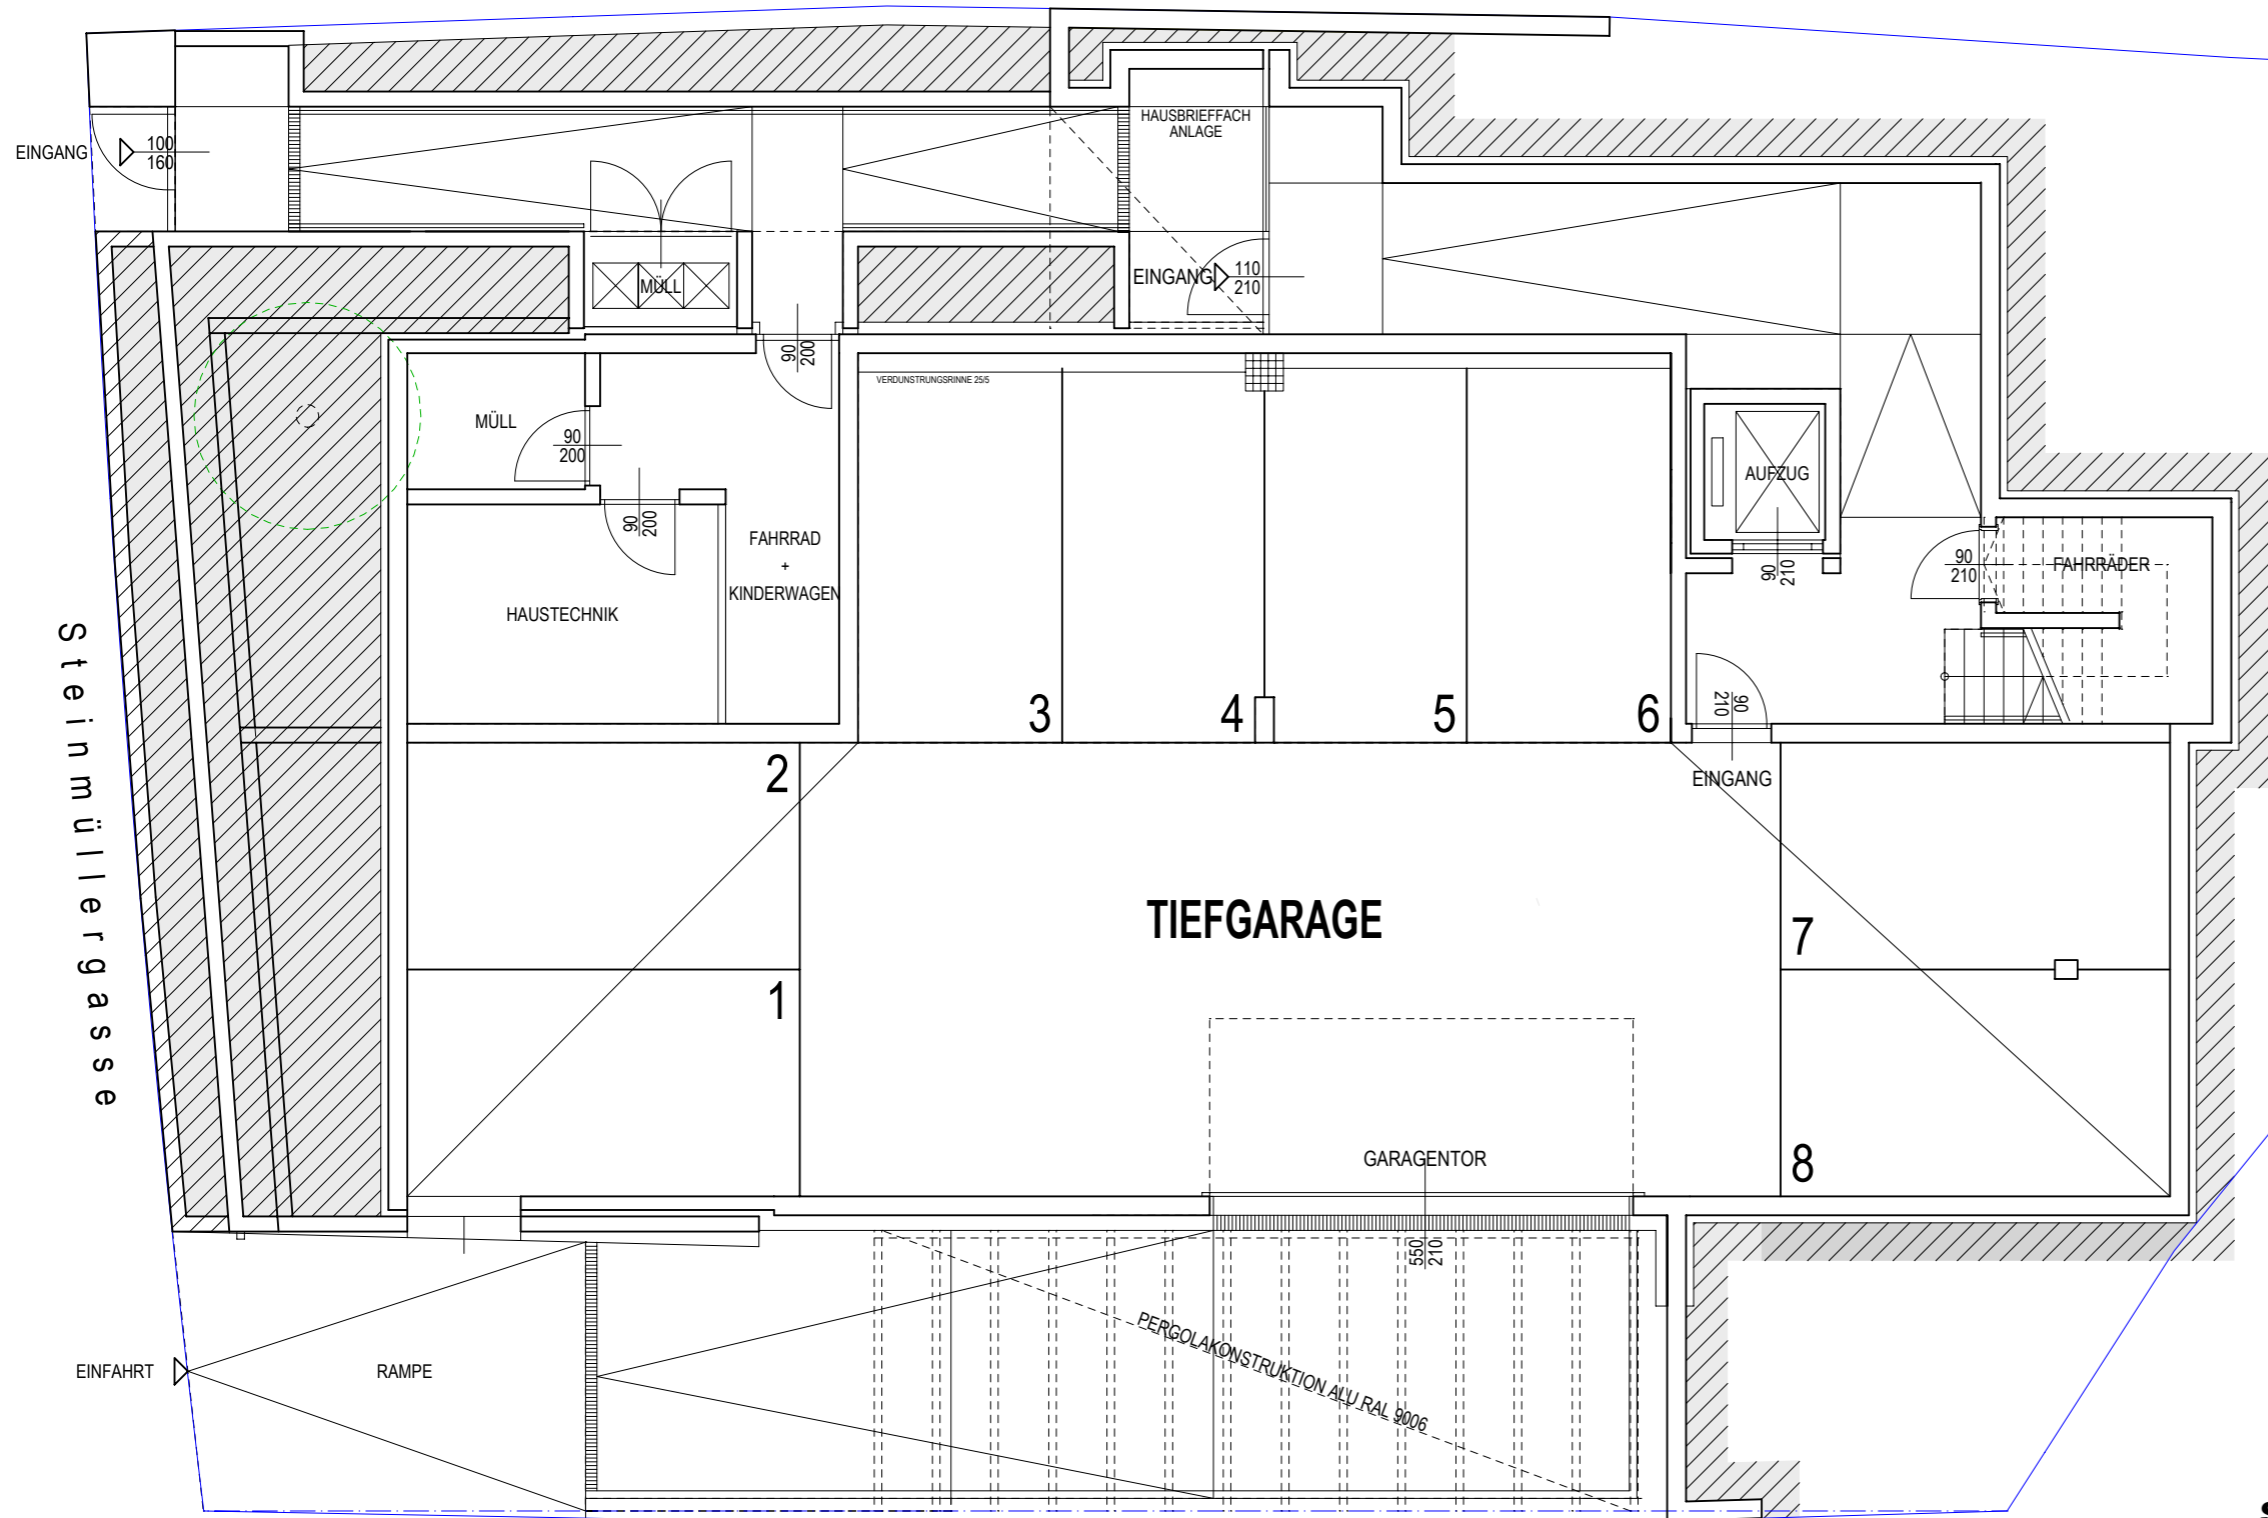 HAUSBRIEFFACH
ANLAGE
EINGANG
100
160
EINGANG
110
210
MÜLL
90
200
VERDUNSTRUNGSRINNE 25/5
MÜLL
90
200
AUFZUG
90
200
FAHRRAD
+
KINDERWAGEN
90
210
90
210
FAHRRÄDER
HAUSTECHNIK
Steinmüllergasse
3
4
5
6
90
210
EINGANG
2
TIEFGARAGE
7
1
GARAGENTOR
8
550
210
PERGOLAKONSTRUKTION ALU RAL 9006
EINFAHRT
RAMPE